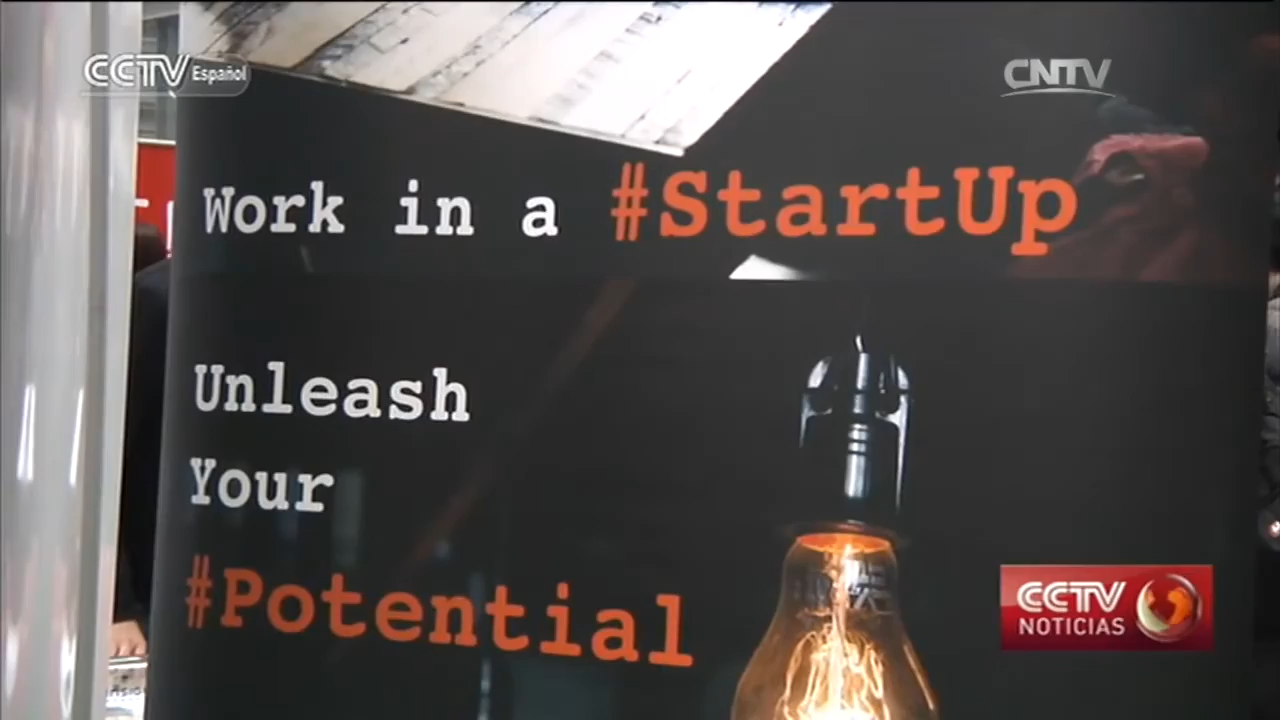 CCTV Español
CNTV
Work in a #StartUp
Unleash
Your
#Potential
CCTV
NOTICIAS